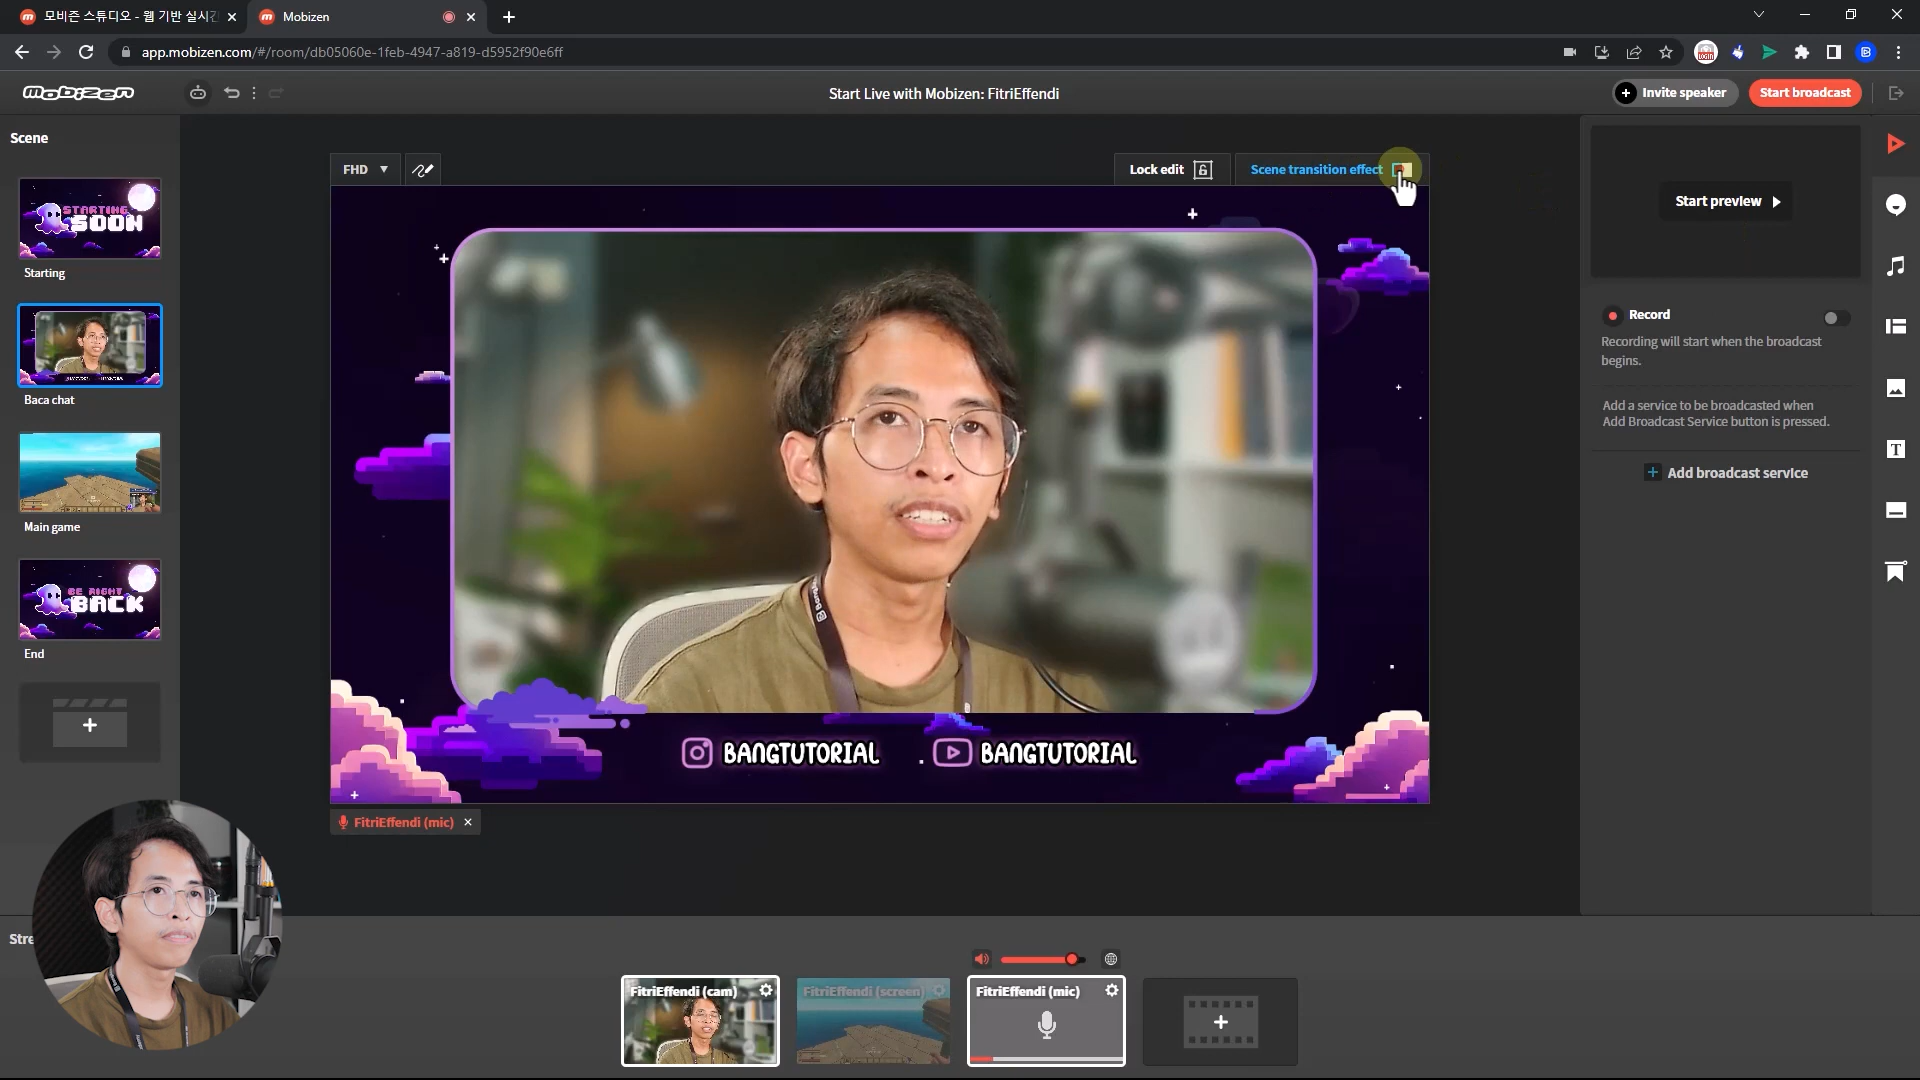 모비즌 스튜디오 - 웹 기반 실시간
Mobizen
app.mobizen.com/#/room/db05060e-1feb-4947-a819-d5952f90e6ff
mobizen
Start Live with Mobizen: FitriEffendi
Invite speaker
Start broadcast
Scene
STARTING
SOON
Starting
Baca chat
Main game
BE RIGHT
BACK
End
FHD
Lock edit
Scene transition effect
BANGTUTORIAL
. BANGTUTORIAL
FitriEffendi (mic)
Start preview
Record
Recording will start when the broadcast
begins.
Add a service to be broadcasted when
Add Broadcast Service button is pressed.
Add broadcast service
Stre
FitriEffendi (cam)
FitriEffendi (screen)
FitriEffendi (mic)